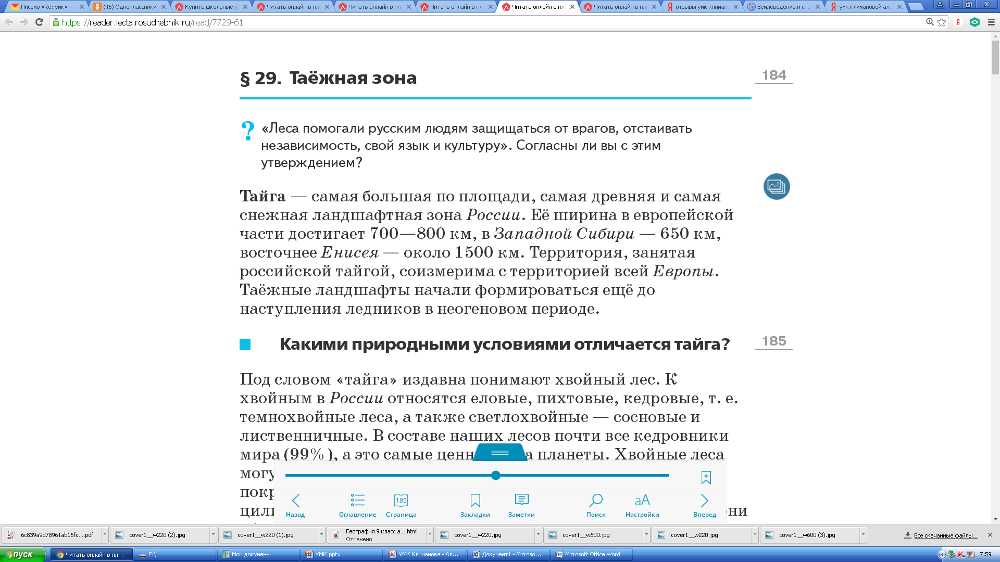 Письмо «Re: умк» —
(46) Одноклассники
Купить школьные у
Читать онлайн в пл
Читать онлайн в пл
Читать онлайн в пл
Читать онлайн в пл
Читать онлайн в пл
отзывы умк климан
Землеведение и стр
умк климановой але
https://reader.lecta.rosuchebnik.ru/read/7729-61
§ 29. Таёжная зона
184
? «Леса помогали русским людям защищаться от врагов, отстаивать
независимость, свой язык и культуру». Согласны ли вы с этим
утверждением?
Тайга — самая большая по площади, самая древняя и самая
снежная ландшафтная зона России. Её ширина в европейской
части достигает 700—800 км, в Западной Сибири — 650 км,
восточнее Енисея — около 1500 км. Территория, занятая
российской тайгой, соизмерима с территорией всей Европы.
Таёжные ландшафты начали формироваться ещё до
наступления ледников в неогеновом периоде.
Какими природными условиями отличается тайга?
185
Под словом «тайга» издавна понимают хвойный лес. К
хвойным в России относятся еловые, пихтовые, кедровые, т. е.
темнохвойные леса, а также светлохвойные — сосновые и
лиственничные. В составе наших лесов почти все кедровники
мира (99%), а это самые ценн а планеты. Хвойные леса
могу
покр
цили они
Назад
Оглавление
185
Страница
Закладки
Заметки
Поиск
аА
Настройки
Вперед
6c839a9d78961ab16fc....pdf
cover1__w220 (2).jpg
cover1__w220 (1).jpg
География 9 класс а....html
Отменено
cover1__w220.jpg
cover1__w600.jpg
cover1__w220.jpg
cover1__w600 (3).jpg
Все скачанные файлы...
пуск
Читать онлайн в пл...
F:\
Мои докумены
УМК.pptx
УМК Климанова - Ал...
Документ1 - Microso...
Microsoft Office Word
7:59